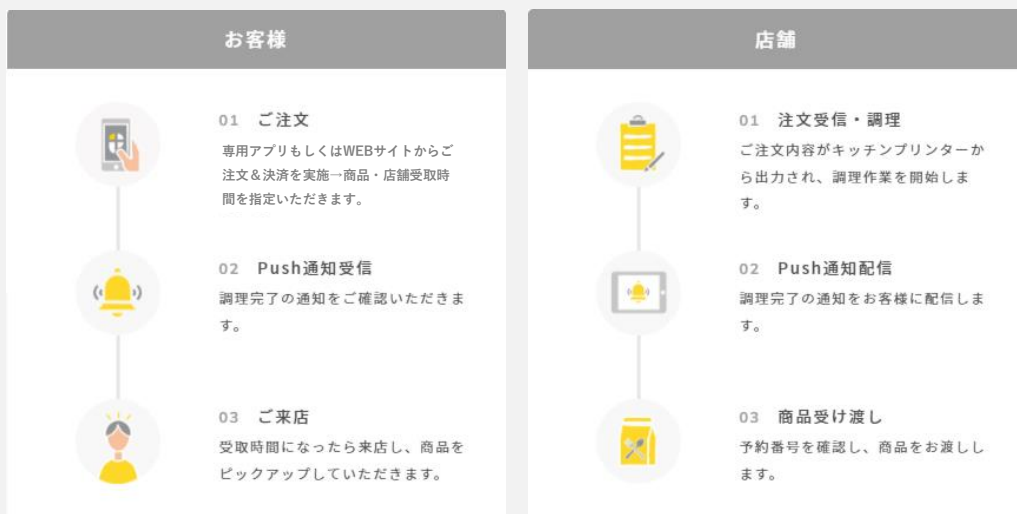 お客様
01 ご注文
専用アプリもしくはWEBサイトからご
注文＆決済を実施→商品・店舗受取時
間を指定いただきます。
02 Push通知受信
調理完了の通知をご確認いただきま
す。
03 ご来店
受取時間になったら来店し、商品を
ピックアップしていただきます。
店舗
01 注文受信・調理
ご注文内容がキッチンプリンターか
ら出力され、調理作業を開始しま
す。
02 Push通知配信
調理完了の通知をお客様に配信しま
す。
03 商品受け渡し
予約番号を確認し、商品をお渡しし
ます。